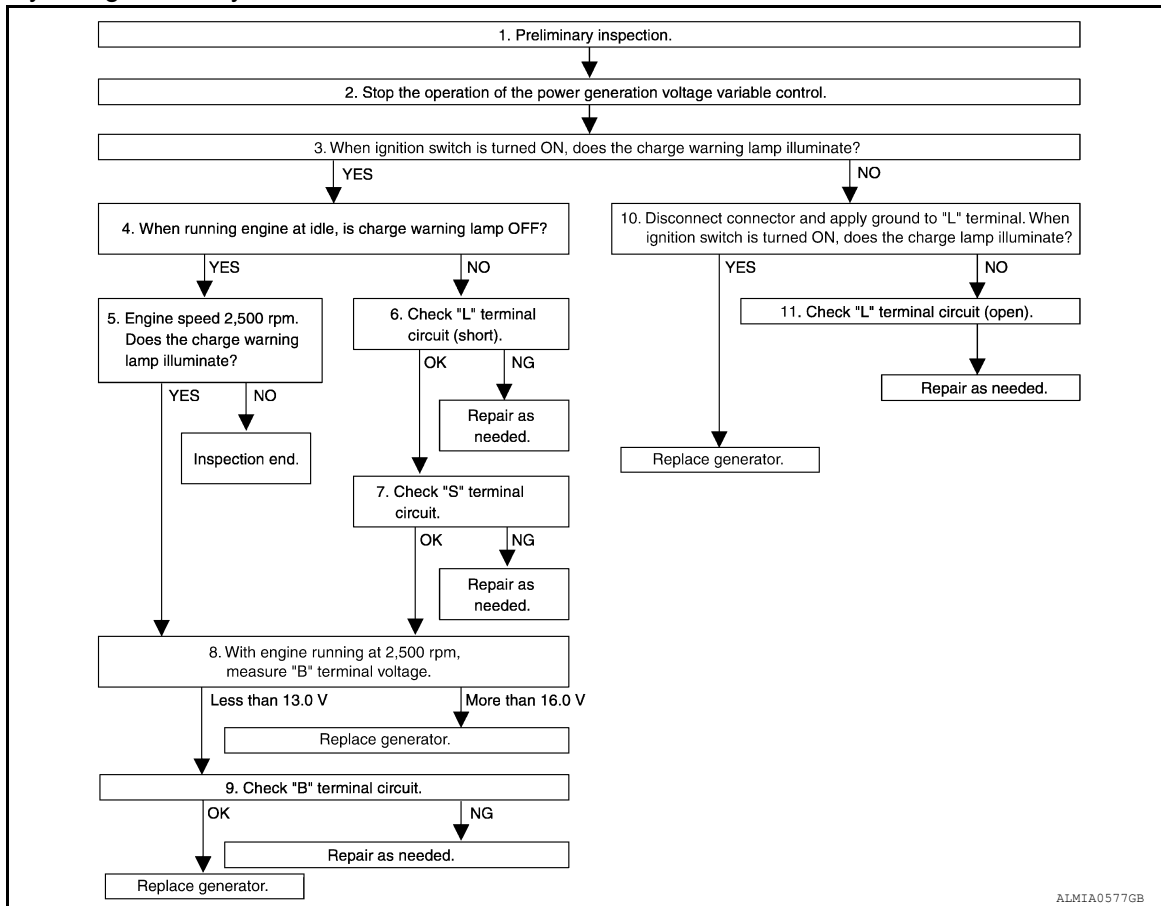 1. Preliminary inspection.
2. Stop the operation of the power generation voltage variable control.
3. When ignition switch is turned ON, does the charge warning lamp illuminate?
YES
NO
4. When running engine at idle, is charge warning lamp OFF?
10. Disconnect connector and apply ground to "L" terminal. When
ignition switch is turned ON, does the charge lamp illuminate?
YES
NO
YES
NO
5. Engine speed 2,500 rpm.
Does the charge warning
lamp illuminate?
6. Check "L" terminal
circuit (short).
11. Check "L" terminal circuit (open).
OK
NG
YES
NO
Repair as needed.
Repair as
needed.
Inspection end.
Replace generator.
7. Check "S" terminal
circuit.
OK
NG
Repair as
needed.
8. With engine running at 2,500 rpm,
measure "B" terminal voltage.
Less than 13.0 V
More than 16.0 V
Replace generator.
9. Check "B" terminal circuit.
OK
NG
Repair as needed.
Replace generator.
ALMIA0577GB